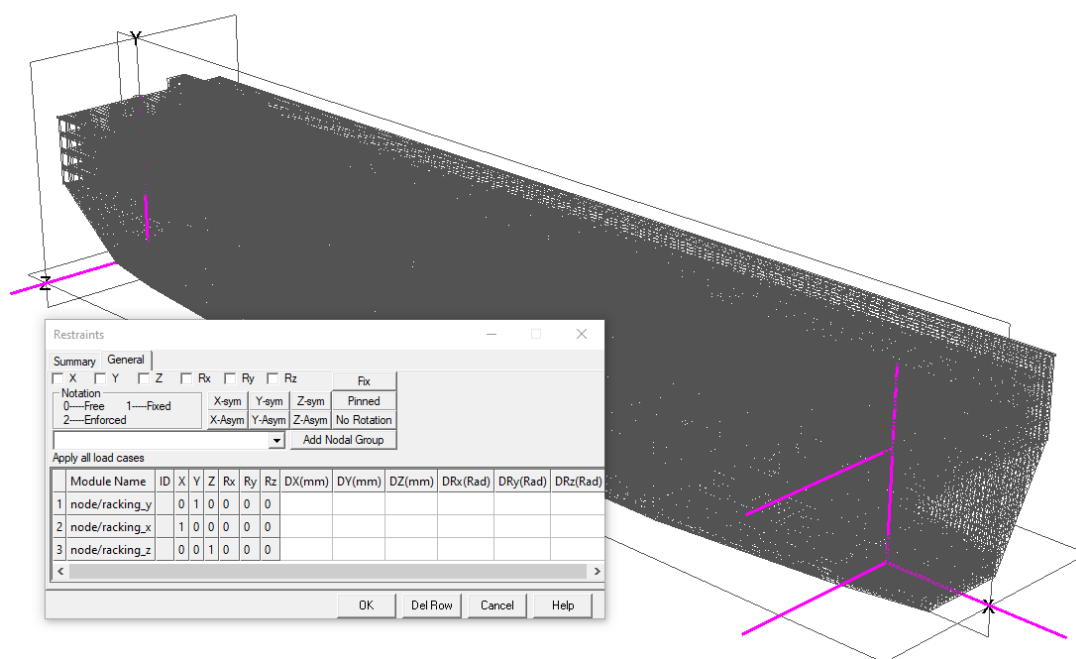 Y
Z
X
Restraints
Summary General
X Y Z Rx Ry Rz Fix
Notation
0----Free 1----Fixed
2----Enforced
X-sym Y-sym Z-sym Pinned
X-Asym Y-Asym Z-Asym No Rotation
Add Nodal Group
Apply all load cases
Module Name ID X Y Z Rx Ry Rz DX(mm) DY(mm) DZ(mm) DRx(Rad) DRy(Rad) DRz(Rad)
1 node/racking_y 0 1 0 0 0 0
2 node/racking_x 1 0 0 0 0 0
3 node/racking_z 0 0 1 0 0 0
OK Del Row Cancel Help